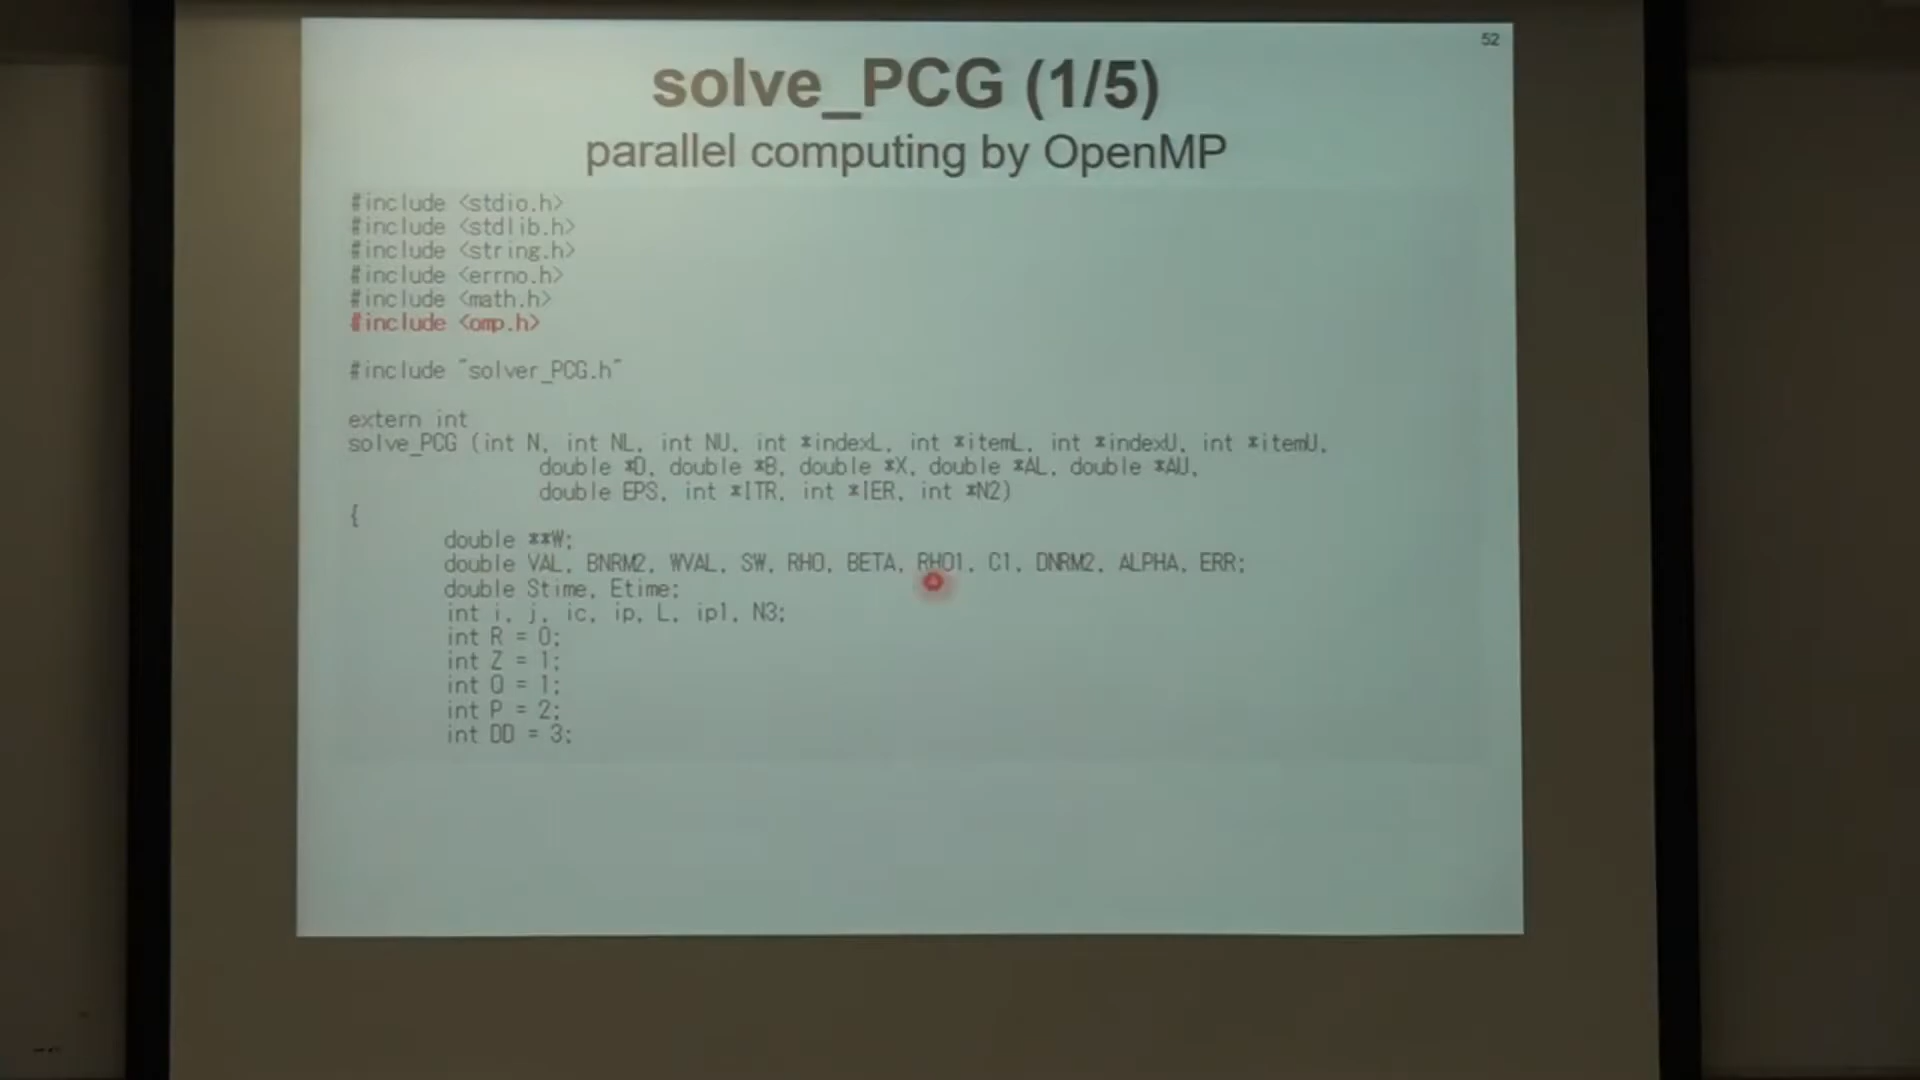 52
solve_PCG (1/5)
parallel computing by OpenMP
#include <stdio.h>
#include <stdlib.h>
#include <string.h>
#include <errno.h>
#include <math.h>
#include <omp.h>
#include "solver_PCG.h"
extern int
solve_PCG (int N, int NL, int NU, int *indexL, int *itemL, int *indexU, int *itemU,
double *D, double *B, double *X, double *AL, double *AU,
double EPS, int *ITR, int *IER, int *N2)
{
double **W;
double VAL, BNRM2, WVAL, SW, RHO, BETA, RHO1, C1, DNRM2, ALPHA, ERR;
double Stime, Etime;
int i, j, ic, ip, L, ip1, N3;
int R = 0;
int Z = 1;
int Q = 1;
int P = 2;
int DD = 3;